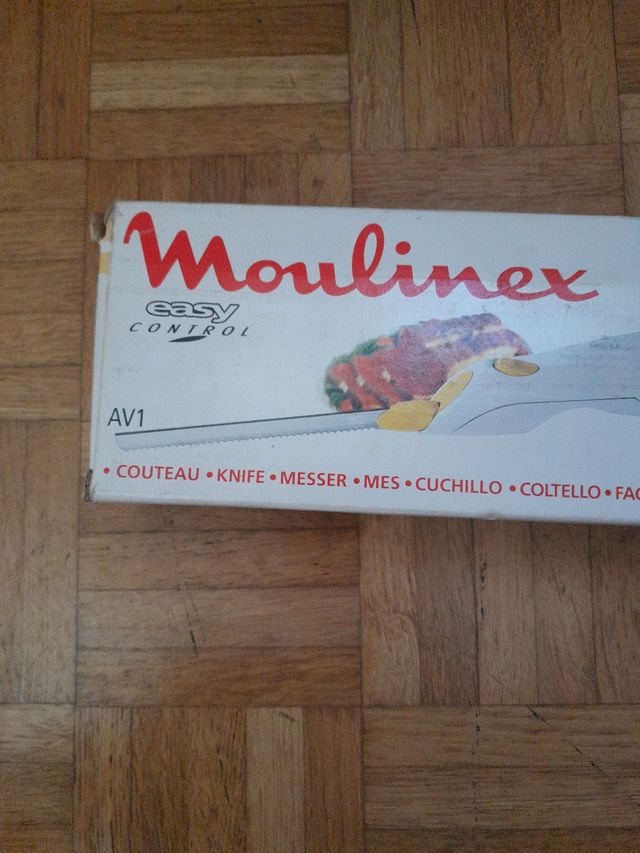 Moulinex
easy
CONTROL
AV1
• COUTEAU • KNIFE • MESSER • MES • CUCHILLO • COLTELLO •